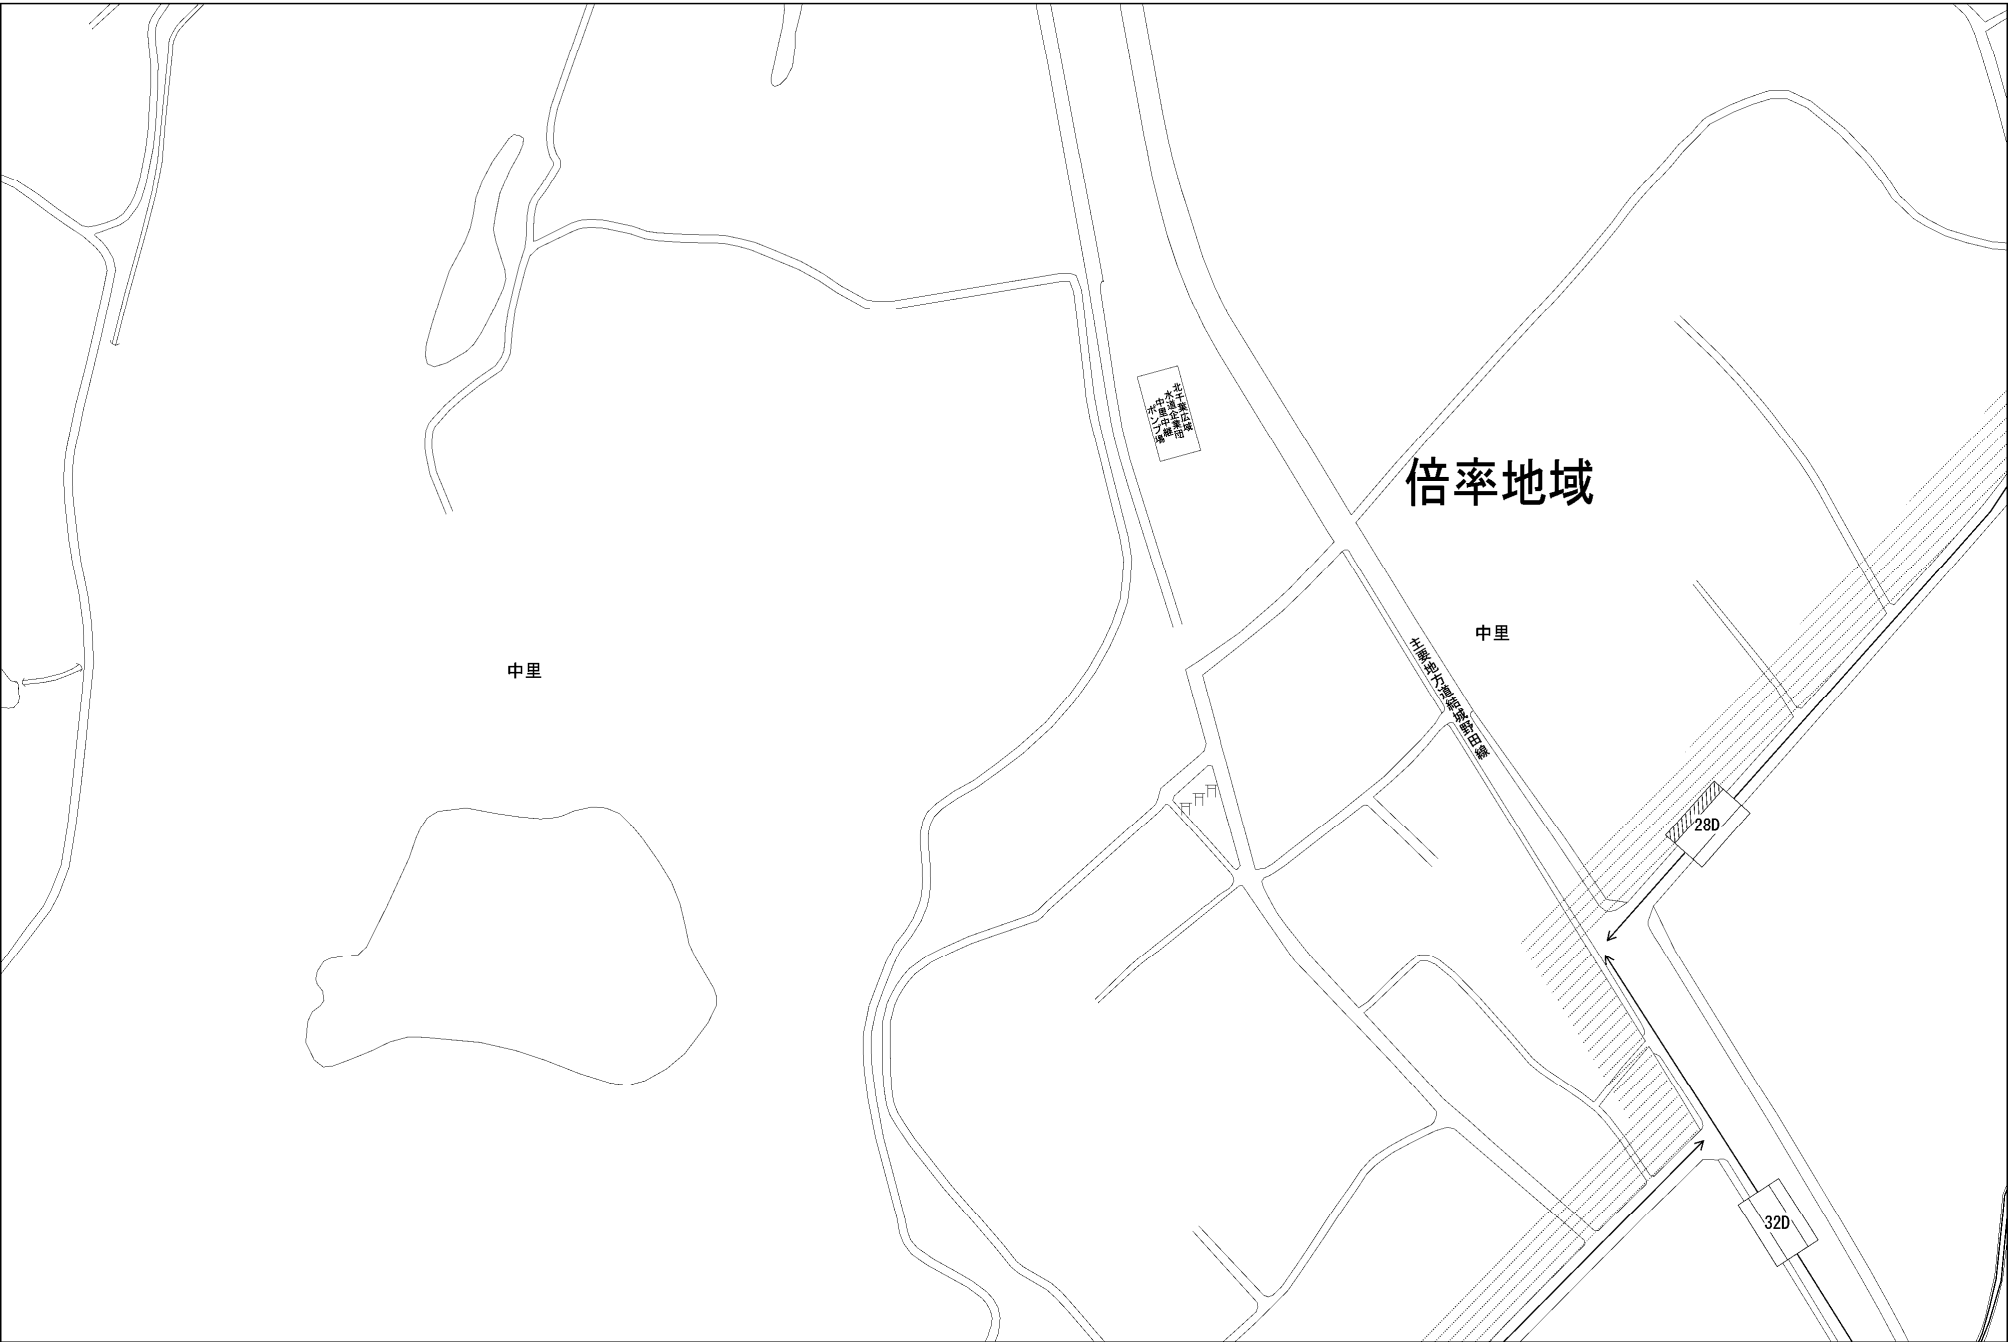 北千葉広域
水道企業団
中里中継
ポンプ場
倍率地域
中里
主要地方道結城野田線
中里
28D
32D